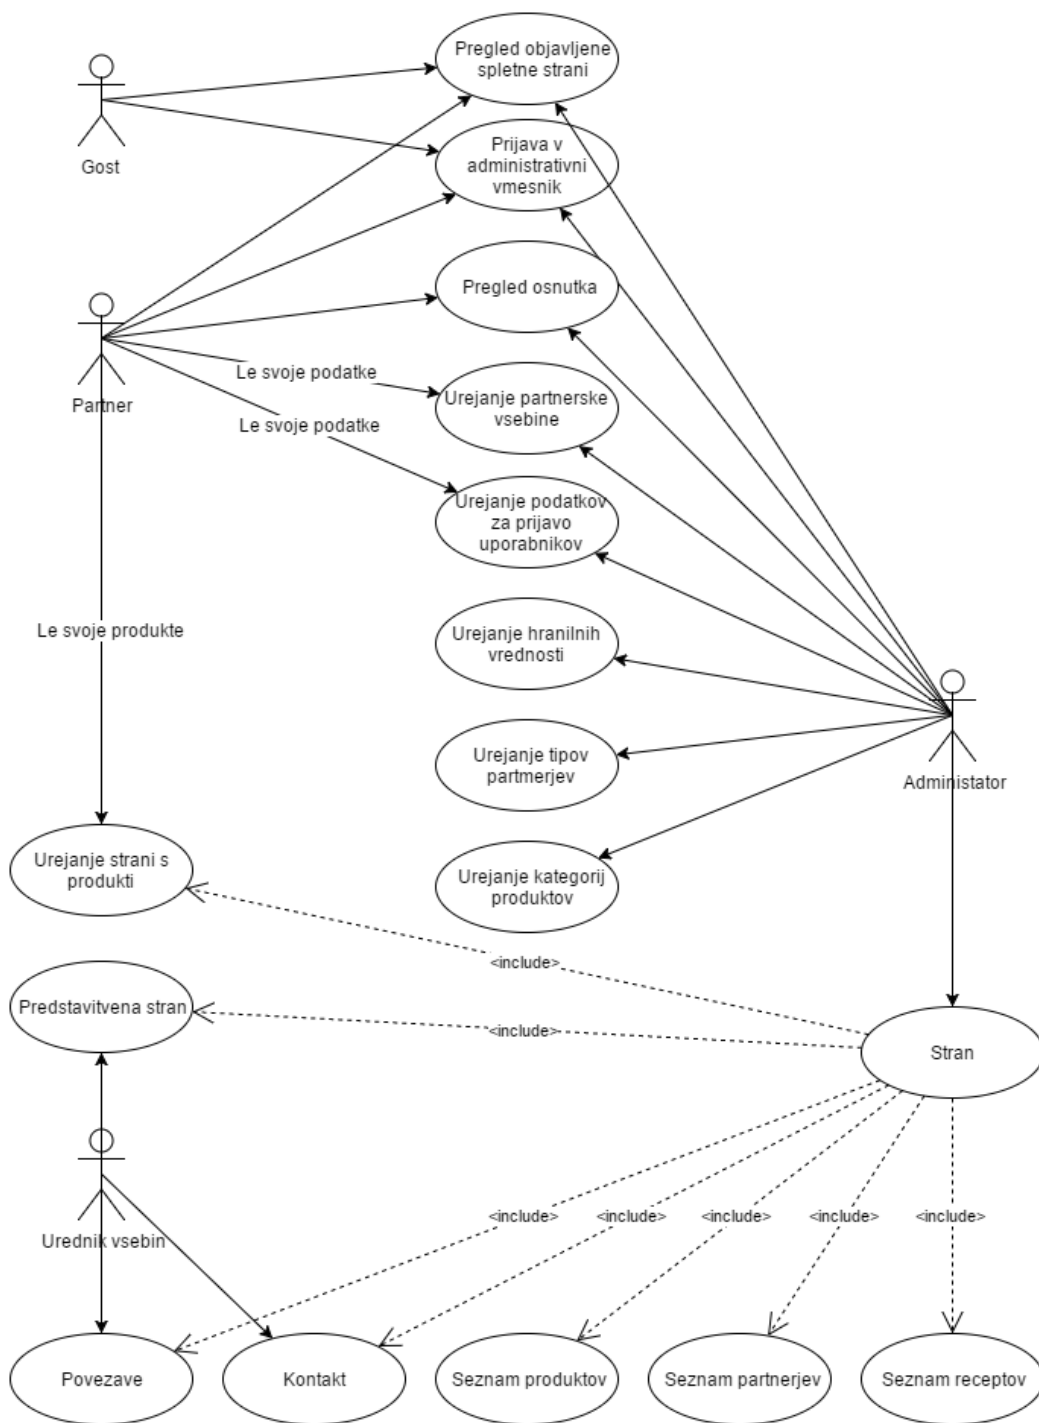 Pregled objavljene
spletne strani
Gost
Prijava v
administrativni
vmesnik
Pregled osnutka
Partner
Le svoje podatke
Urejanje partnerske
vsebine
Le svoje podatke
Urejanje podatkov
za prijavo
uporabnikov
Le svoje produkte
Urejanje hranilnih
vrednosti
Urejanje tipov
partmerjev
Administator
Urejanje strani s
produkti
Urejanje kategorij
produktov
<include>
Predstavitvena stran
<include>
Stran
Urednik vsebin
<include>
<include>
<include>
<include>
<include>
Povezave
Kontakt
Seznam produktov
Seznam partnerjev
Seznam receptov